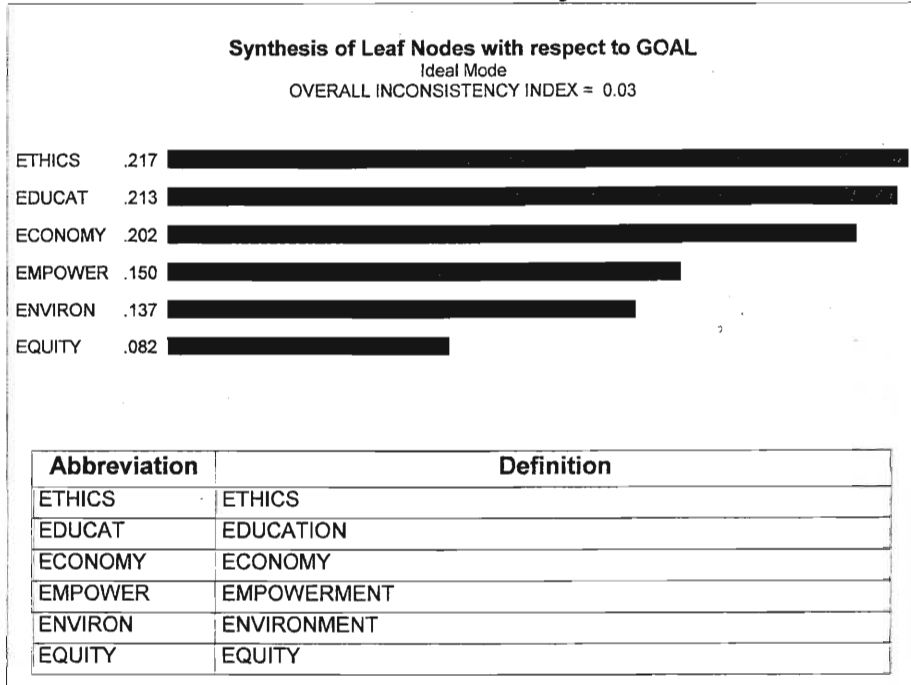 Synthesis of Leaf Nodes with respect to GOAL
Ideal Mode
OVERALL INCONSISTENCY INDEX = 0.03
ETHICS .217
EDUCAT .213
ECONOMY .202
EMPOWER .150
ENVIRON .137
EQUITY .082
Abbreviation Definition
ETHICS ETHICS
EDUCAT EDUCATION
ECONOMY ECONOMY
EMPOWER EMPOWERMENT
ENVIRON ENVIRONMENT
EQUITY EQUITY